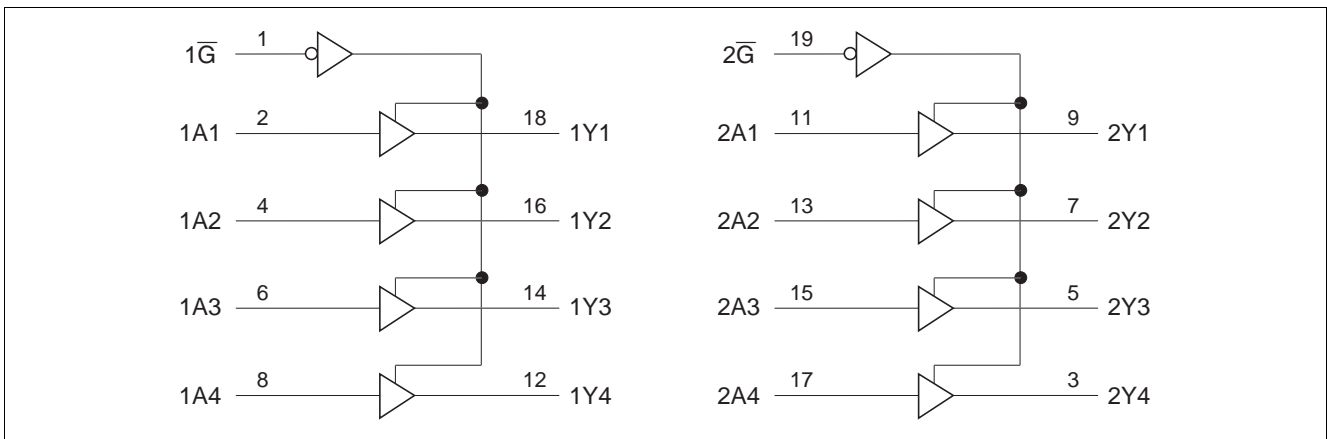 1G̅ 1 2G̅ 19
1A1 2 18 1Y1 2A1 11 9 2Y1
1A2 4 16 1Y2 2A2 13 7 2Y2
1A3 6 14 1Y3 2A3 15 5 2Y3
1A4 8 12 1Y4 2A4 17 3 2Y4